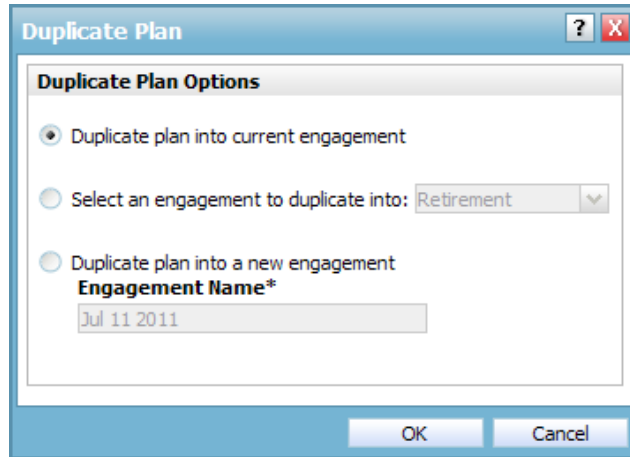 Duplicate Plan
? X
Duplicate Plan Options
Duplicate plan into current engagement
Select an engagement to duplicate into: Retirement
Duplicate plan into a new engagement
Engagement Name*
Jul 11 2011
OK Cancel